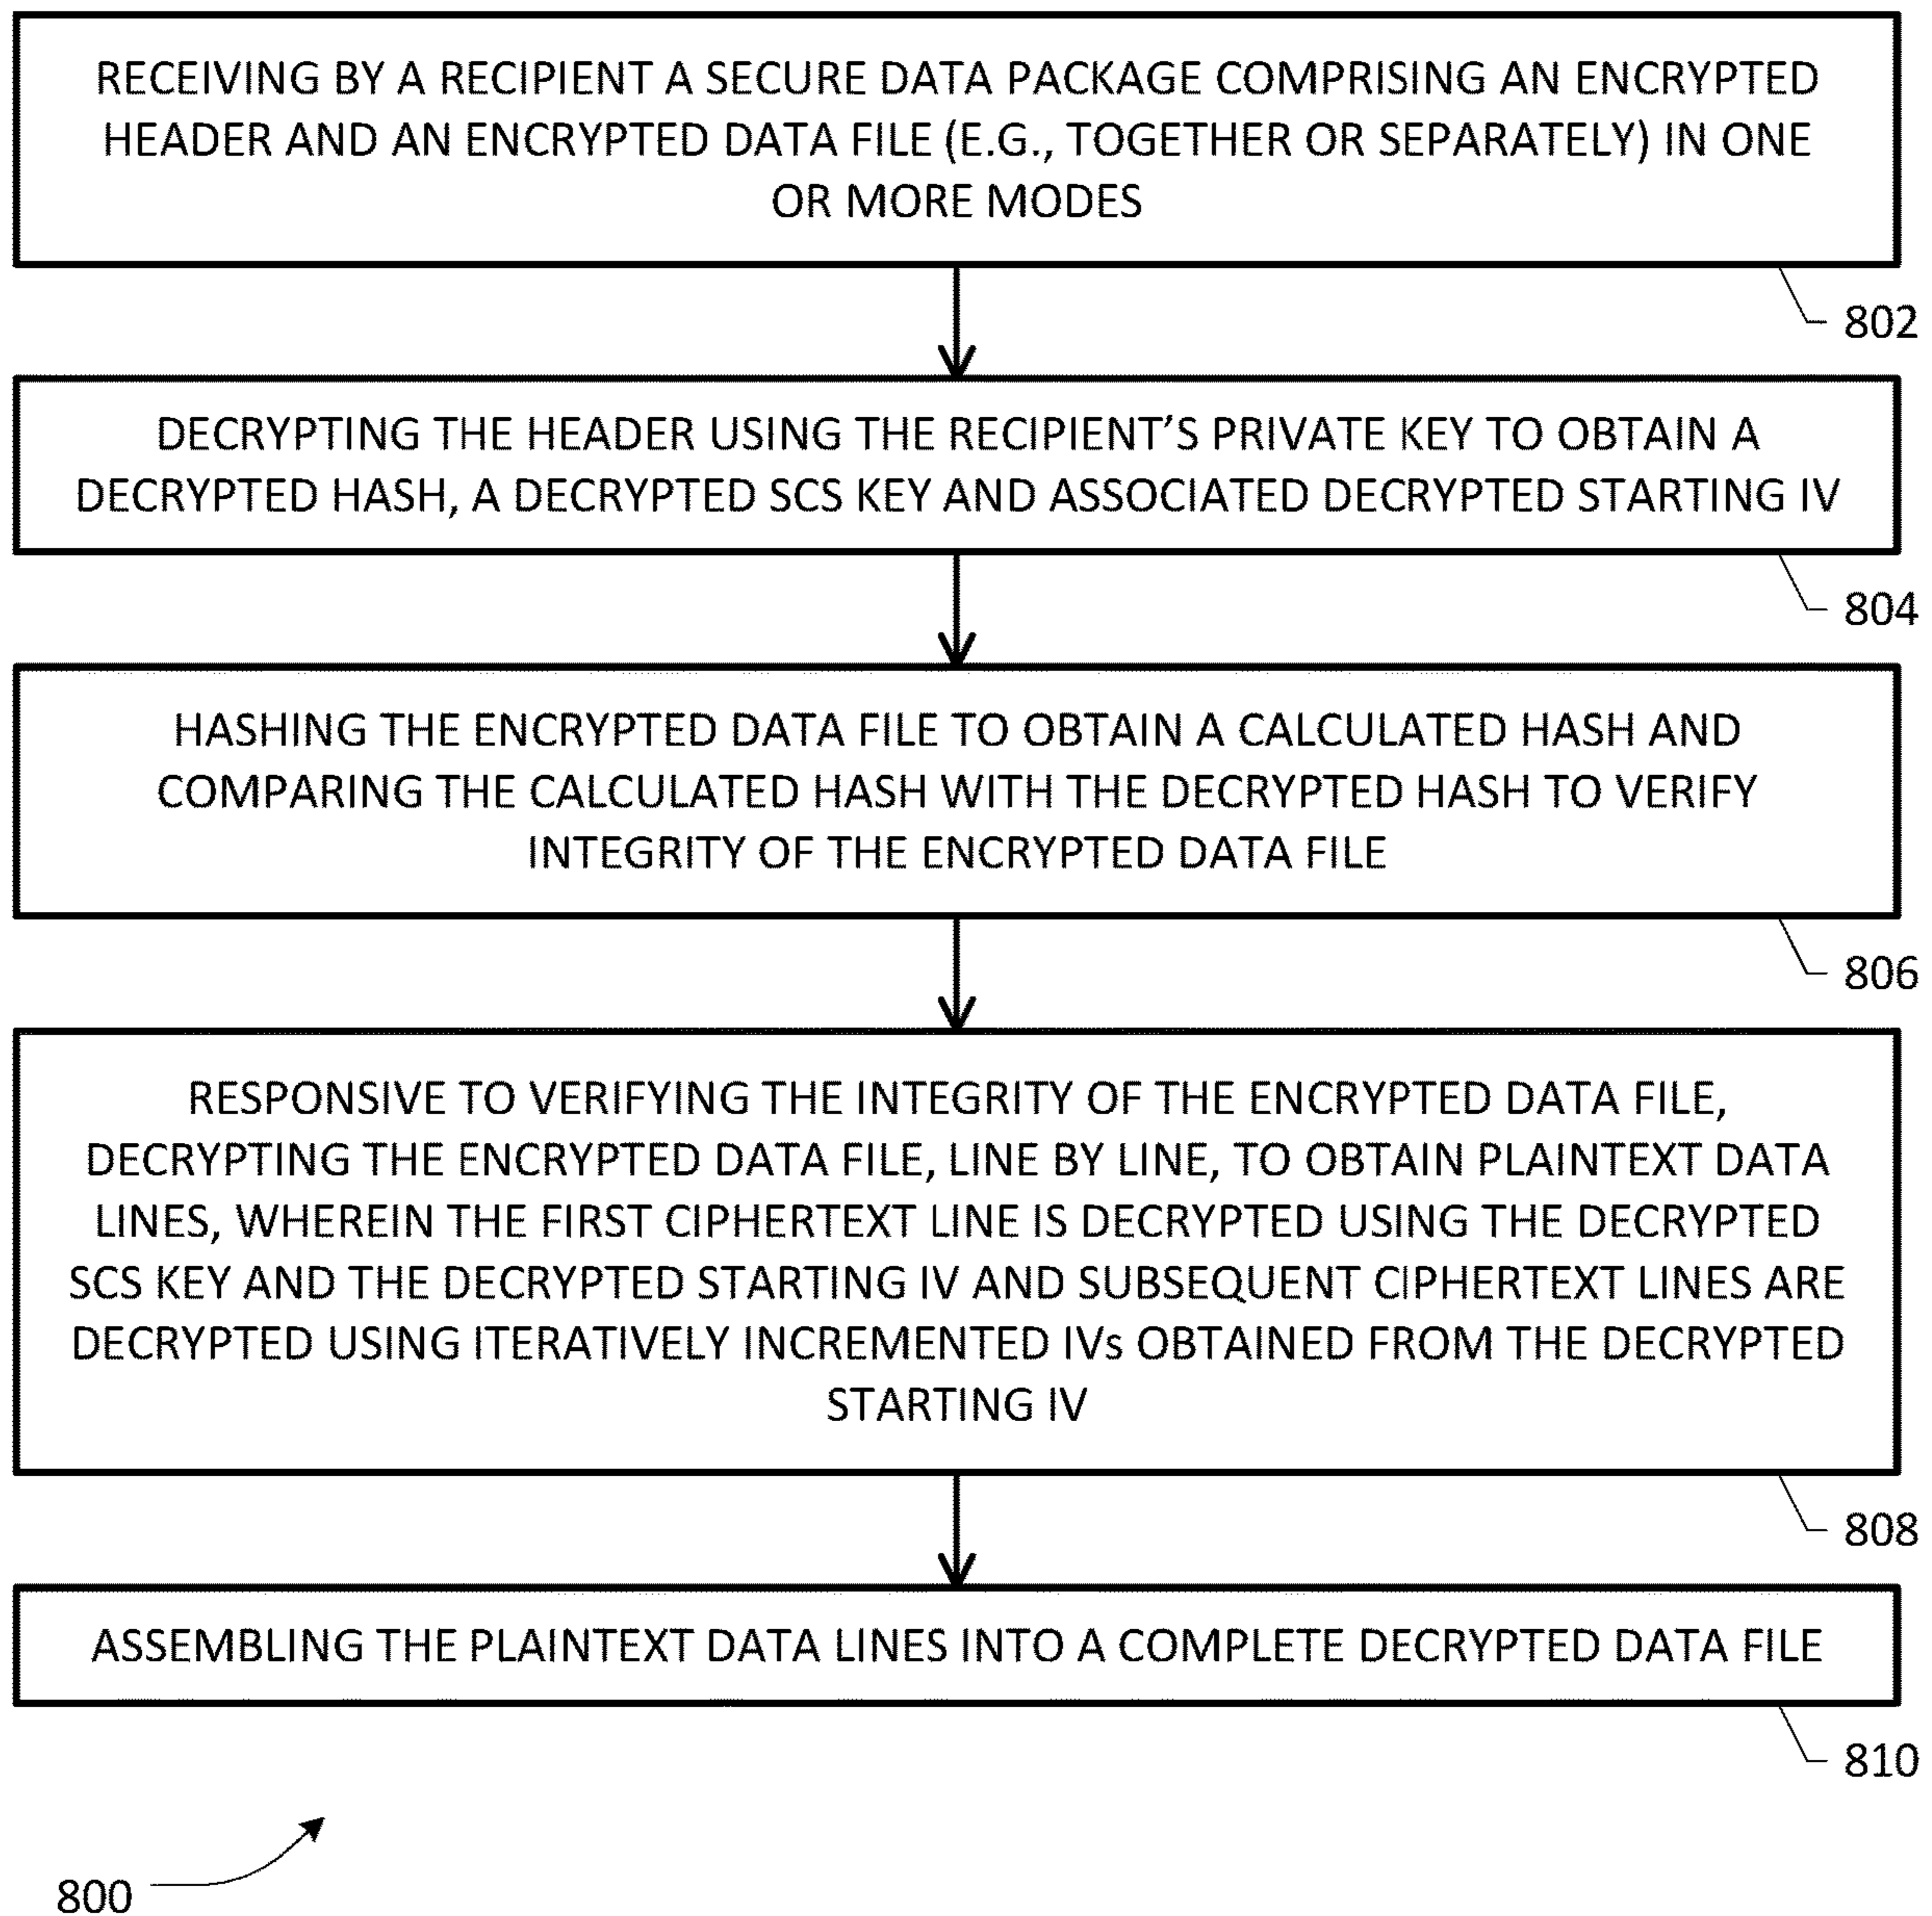 RECEIVING BY A RECIPIENT A SECURE DATA PACKAGE COMPRISING AN ENCRYPTED
HEADER AND AN ENCRYPTED DATA FILE (E.G., TOGETHER OR SEPARATELY) IN ONE
OR MORE MODES
802
DECRYPTING THE HEADER USING THE RECIPIENT’S PRIVATE KEY TO OBTAIN A
DECRYPTED HASH, A DECRYPTED SCS KEY AND ASSOCIATED DECRYPTED STARTING IV
804
HASHING THE ENCRYPTED DATA FILE TO OBTAIN A CALCULATED HASH AND
COMPARING THE CALCULATED HASH WITH THE DECRYPTED HASH TO VERIFY
INTEGRITY OF THE ENCRYPTED DATA FILE
806
RESPONSIVE TO VERIFYING THE INTEGRITY OF THE ENCRYPTED DATA FILE,
DECRYPTING THE ENCRYPTED DATA FILE, LINE BY LINE, TO OBTAIN PLAINTEXT DATA
LINES, WHEREIN THE FIRST CIPHERTEXT LINE IS DECRYPTED USING THE DECRYPTED
SCS KEY AND THE DECRYPTED STARTING IV AND SUBSEQUENT CIPHERTEXT LINES ARE
DECRYPTED USING ITERATIVELY INCREMENTED IVs OBTAINED FROM THE DECRYPTED
STARTING IV
808
ASSEMBLING THE PLAINTEXT DATA LINES INTO A COMPLETE DECRYPTED DATA FILE
810
800